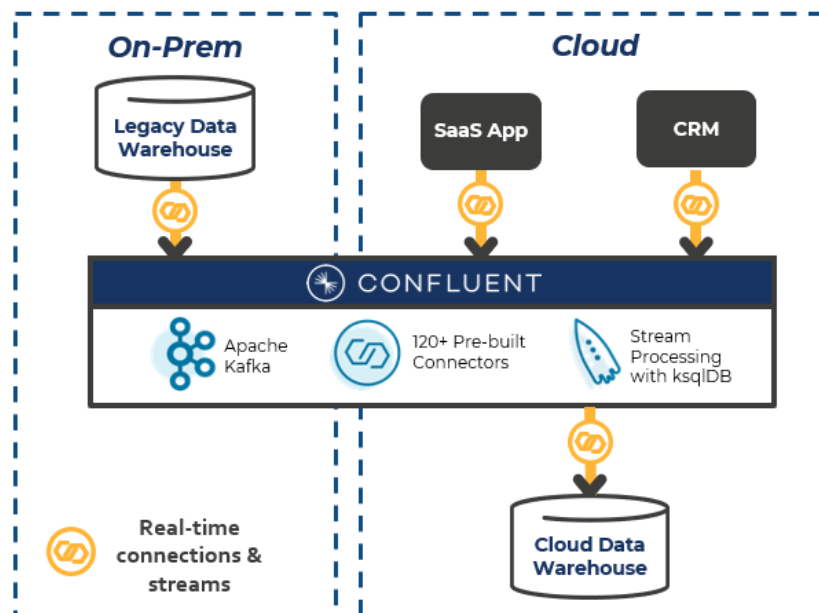 On-Prem
Cloud
Legacy Data
Warehouse
SaaS App
CRM
CONFLUENT
Apache
Kafka
120+ Pre-built
Connectors
Stream
Processing
with ksqlDB
Real-time
connections &
streams
Cloud Data
Warehouse